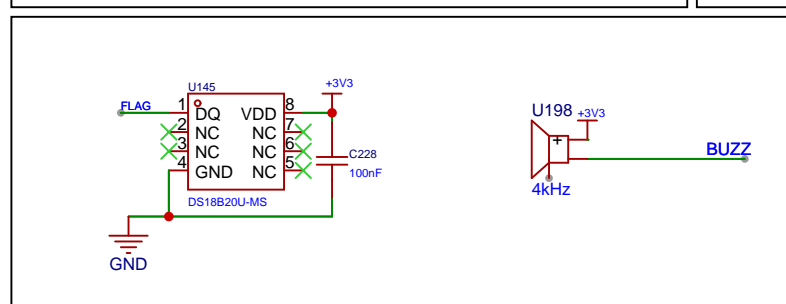 U145
+3V3
FLAG
1
DQ
VDD
8
2
NC
NC
7
3
NC
NC
6
4
GND
NC
5
C228
100nF
DS18B20U-MS
GND
U198
+3V3
+
BUZZ
4kHz